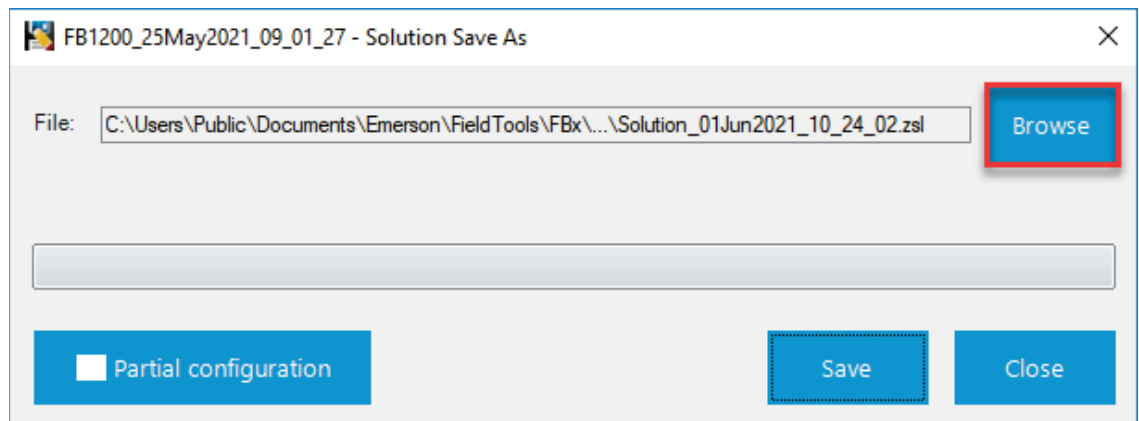 FB1200_25May2021_09_01_27 - Solution Save As
File: C:\Users\Public\Documents\Emerson\FieldTools\FBx\...\Solution_01Jun2021_10_24_02.zsl Browse
Partial configuration Save Close